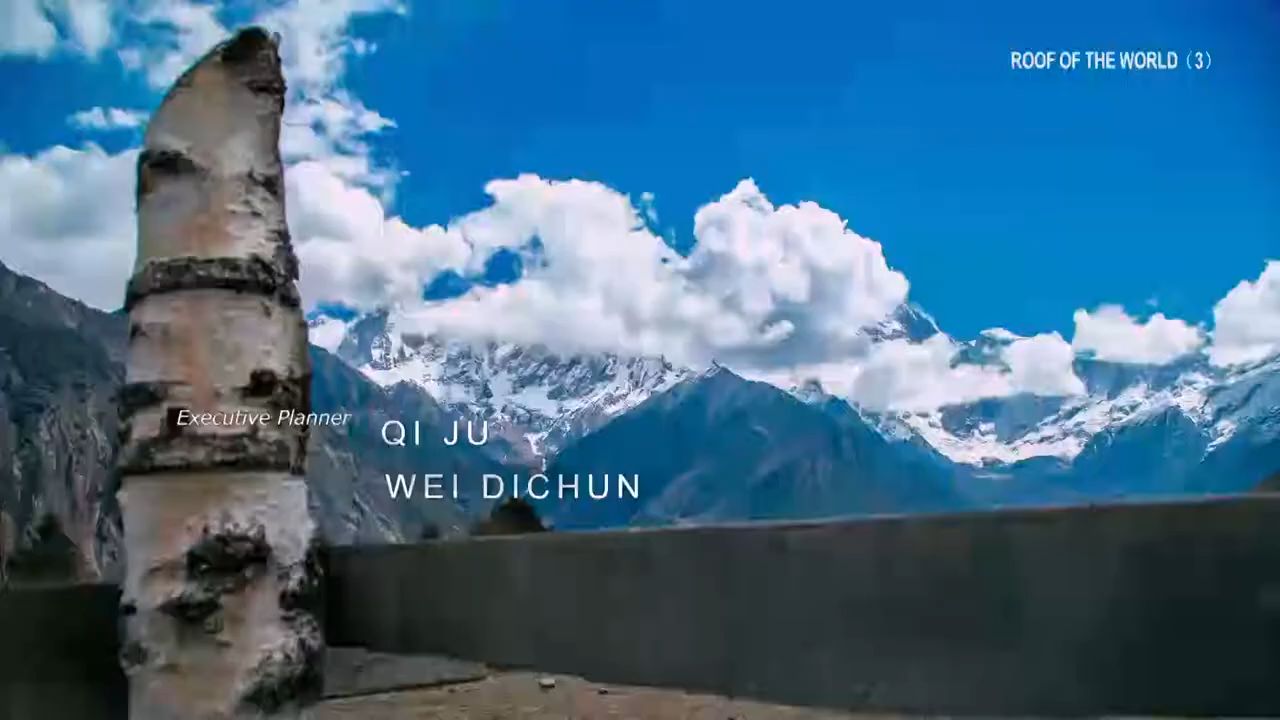 ROOF OF THE WORLD（3）
Executive Planner
QI JU
WEI DICHUN